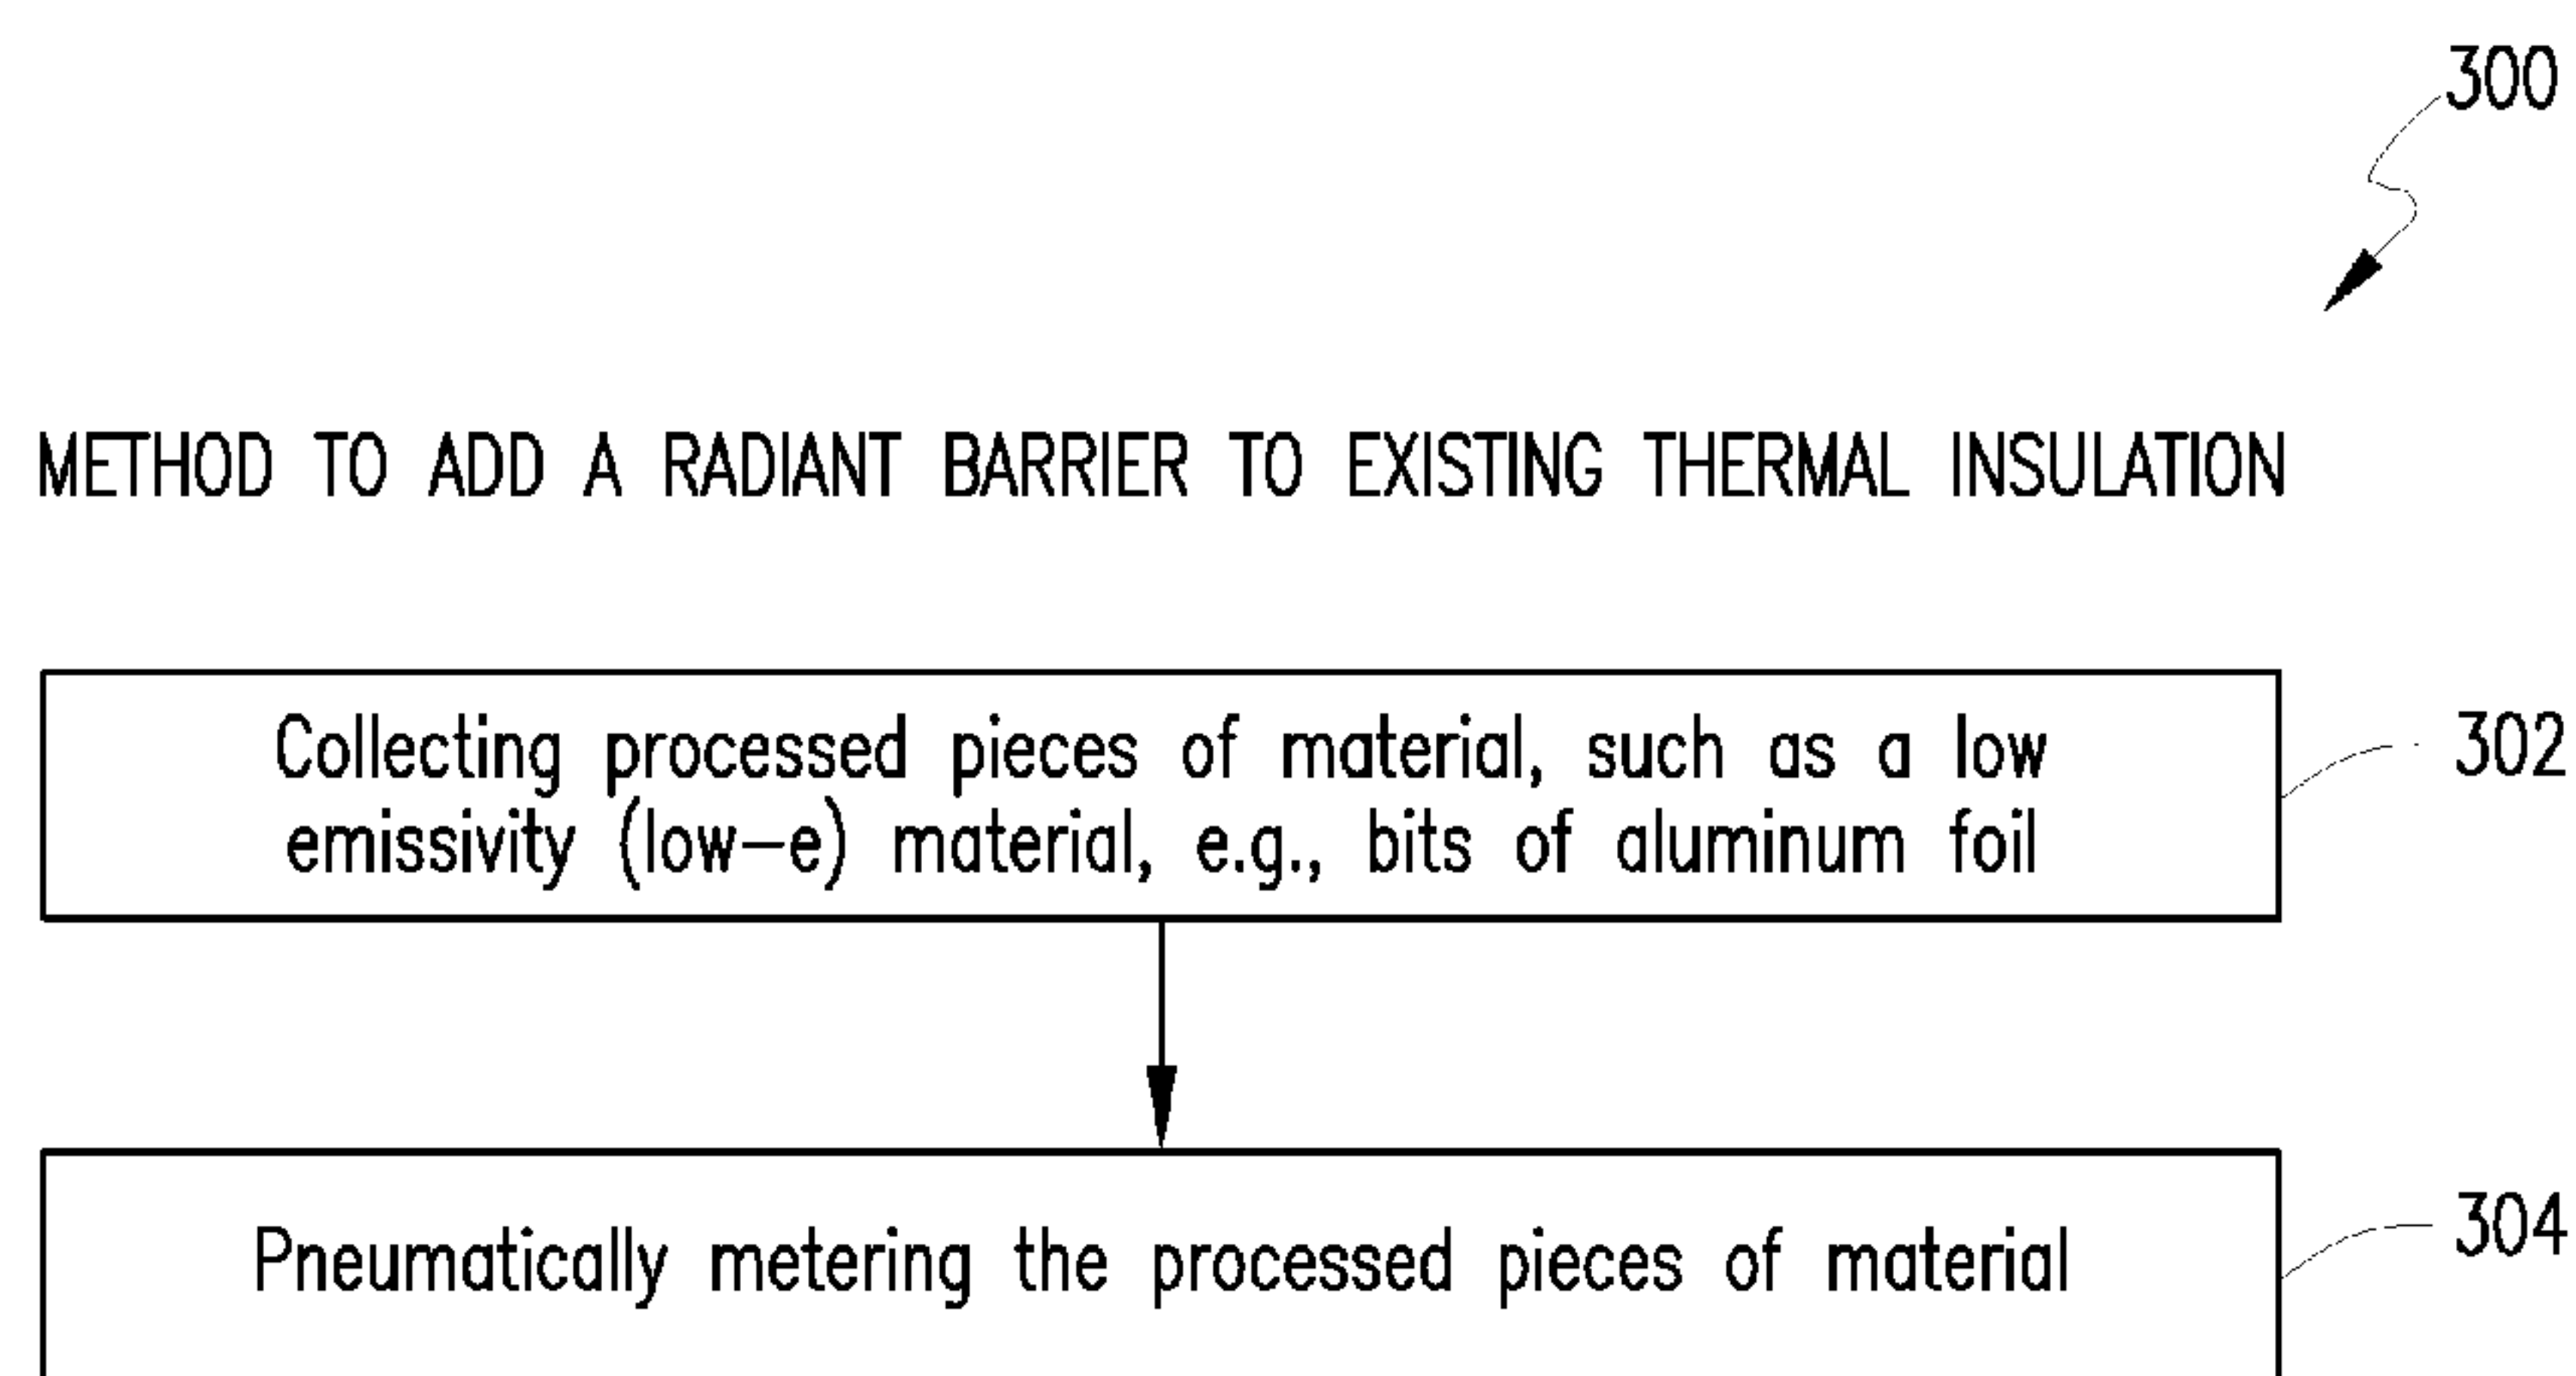 300
METHOD TO ADD A RADIANT BARRIER TO EXISTING THERMAL INSULATION
Collecting processed pieces of material, such as a low
emissivity (low-e) material, e.g., bits of aluminum foil
302
Pneumatically metering the processed pieces of material
304